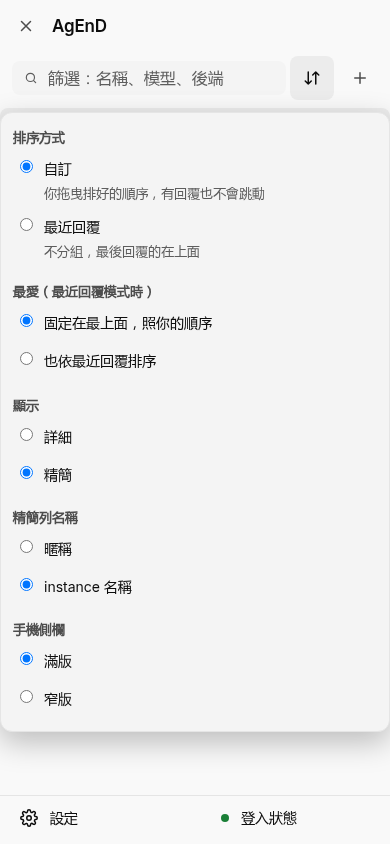 AgEnD
篩選：名稱、模型、後端
排序方式
自訂
你拖曳排好的順序，有回覆也不會跳動
最近回覆
不分組，最後回覆的在上面
最愛（最近回覆模式時）
固定在最上面，照你的順序
也依最近回覆排序
顯示
詳細
精簡
精簡列名稱
暱稱
instance 名稱
手機側欄
滿版
窄版
設定
登入狀態